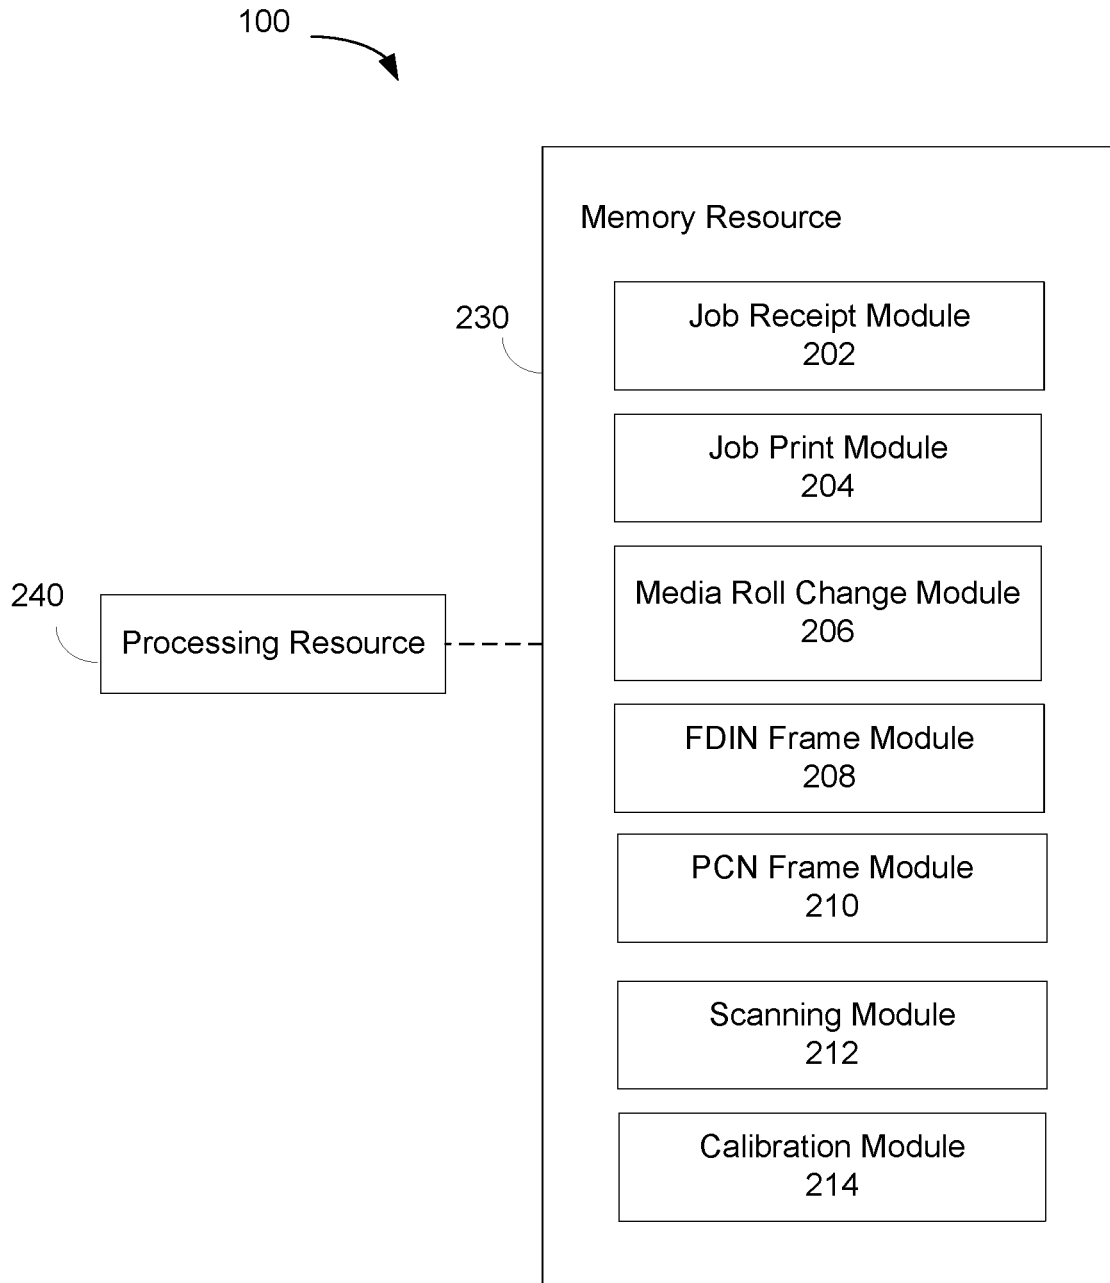 100
Memory Resource
230
Job Receipt Module
202
Job Print Module
204
Media Roll Change Module
206
240
Processing Resource
FDIN Frame Module
208
PCN Frame Module
210
Scanning Module
212
Calibration Module
214